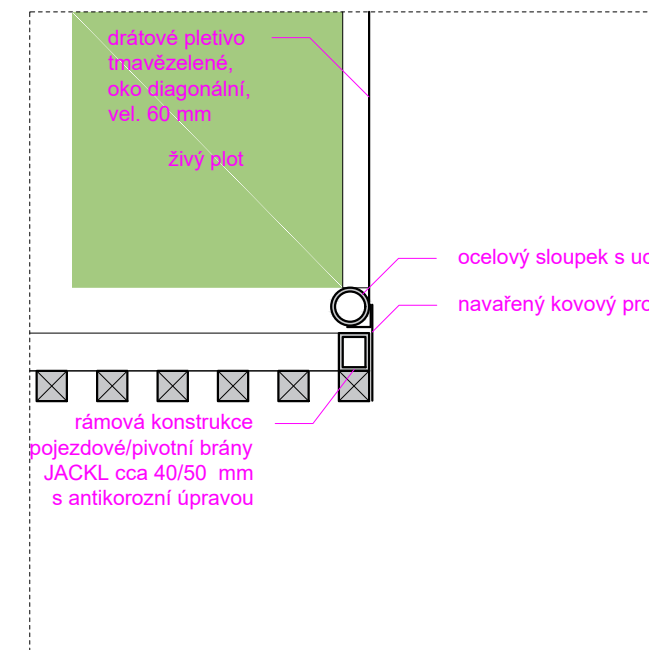 drátové pletivo
tmavězelené,
oko diagonální,
vel. 60 mm
živý plot
ocelový sloupek s
navařený kovový
rámová konstrukce
pojezdové/pivotní brány
JACKL cca 40/50 mm
s antikorozní úpravou